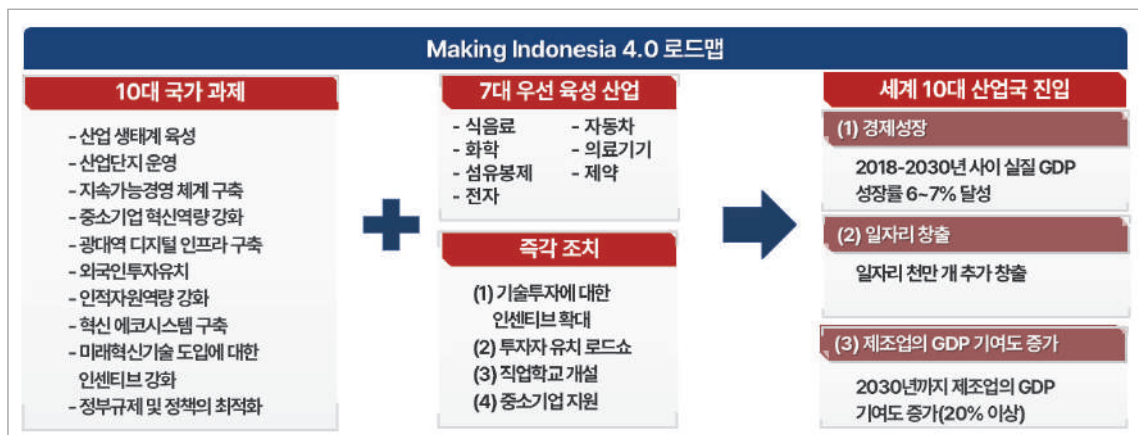 Making Indonesia 4.0 로드맵
10대 국가 과제
- 산업 생태계 육성
- 산업단지 운영
- 지속가능경영 체계 구축
- 중소기업 혁신역량 강화
- 광대역 디지털 인프라 구축
- 외국인투자유치
- 인적자원역량 강화
- 혁신 에코시스템 구축
- 미래혁신기술 도입에 대한
인센티브 강화
- 정부규제 및 정책의 최적화
7대 우선 육성 산업
- 식음료
- 화학
- 섬유봉제
- 전자
- 자동차
- 의료기기
- 제약
즉각 조치
(1) 기술투자에 대한
인센티브 확대
(2) 투자자 유치 로드쇼
(3) 직업학교 개설
(4) 중소기업 지원
세계 10대 산업국 진입
(1) 경제성장
2018-2030년 사이 실질 GDP
성장률 6~7% 달성
(2) 일자리 창출
일자리 천만 개 추가 창출
(3) 제조업의 GDP 기여도 증가
2030년까지 제조업의 GDP
기여도 증가(20% 이상)